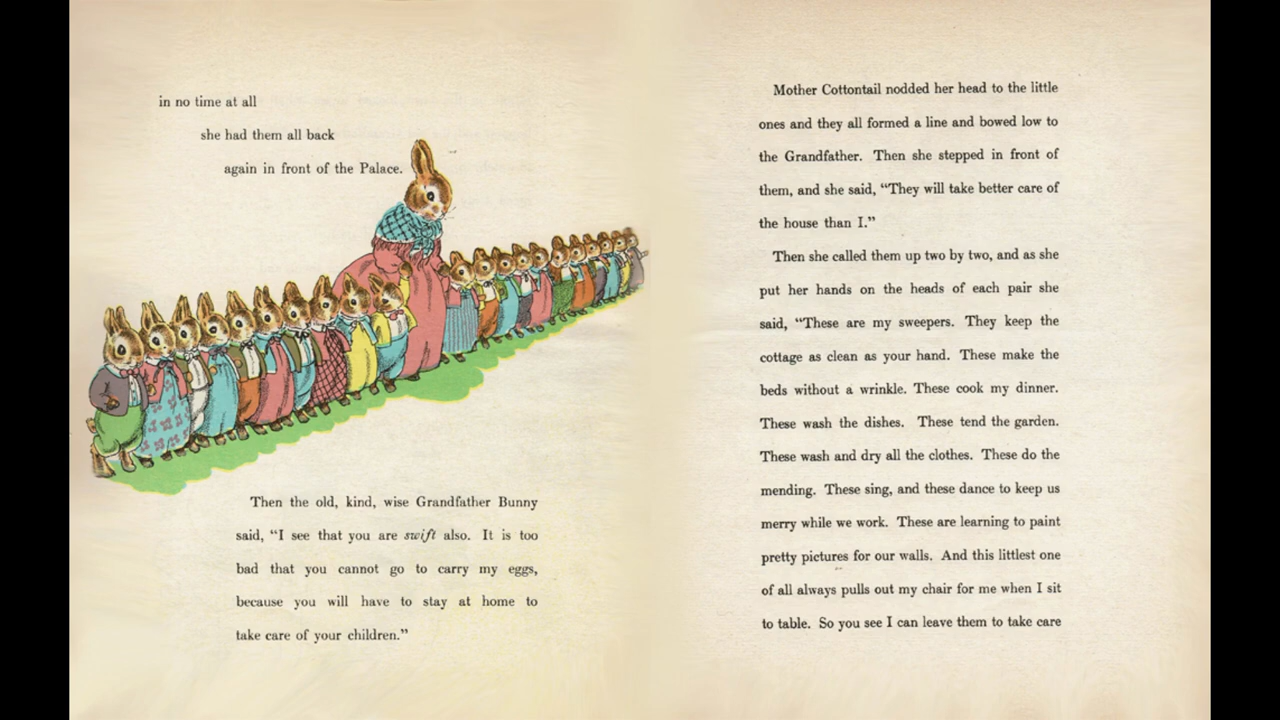 in no time at all
she had them all back
again in front of the Palace.
Then the old, kind, wise Grandfather Bunny
said, “I see that you are swift also. It is too
bad that you cannot go to carry my eggs,
because you will have to stay at home to
take care of your children.”
Mother Cottontail nodded her head to the little
ones and they all formed a line and bowed low to
the Grandfather. Then she stepped in front of
them, and she said, “They will take better care of
the house than I.”
Then she called them up two by two, and as she
put her hands on the heads of each pair she
said, “These are my sweepers. They keep the
cottage as clean as your hand. These make the
beds without a wrinkle. These cook my dinner.
These wash the dishes. These tend the garden.
These wash and dry all the clothes. These do the
mending. These sing, and these dance to keep us
merry while we work. These are learning to paint
pretty pictures for our walls. And this littlest one
of all always pulls out my chair for me when I sit
to table. So you see I can leave them to take care